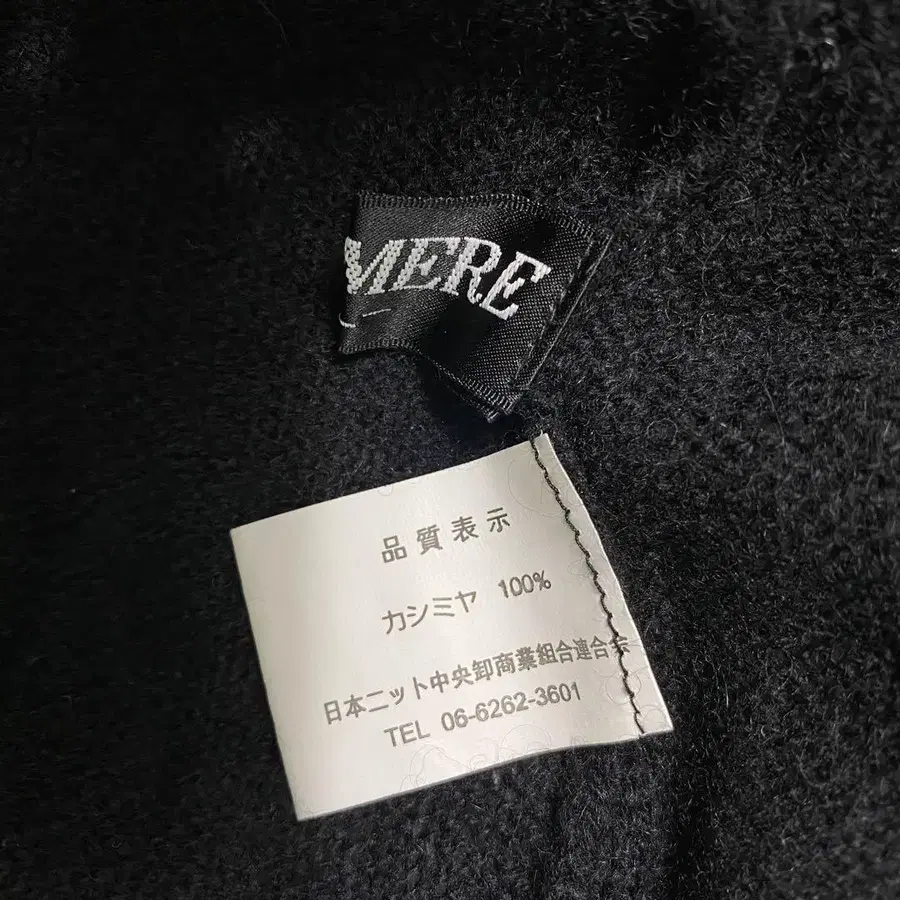 MERE
品質表示
カシミヤ 100%
日本ニット中央卸商業組合連合会
TEL 06-6262-3601